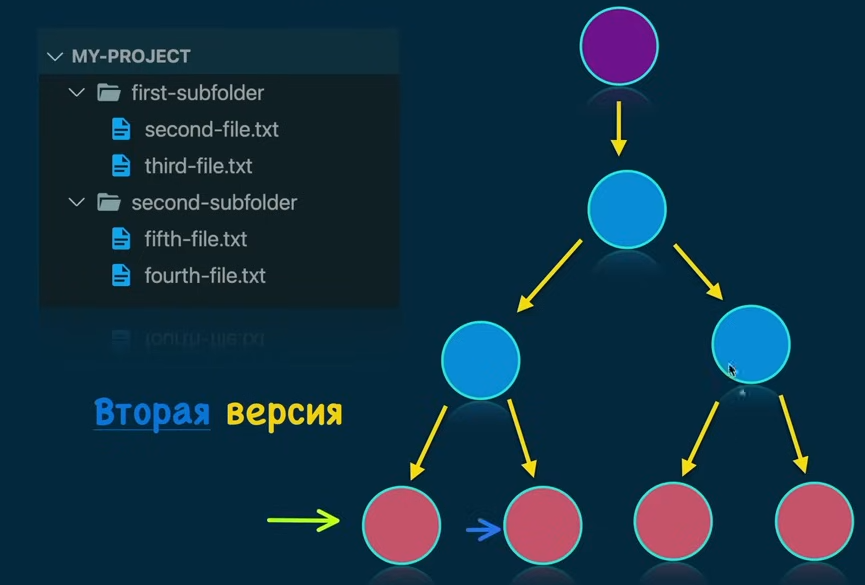 MY-PROJECT
first-subfolder
second-file.txt
third-file.txt
second-subfolder
fifth-file.txt
fourth-file.txt
Вторая версия